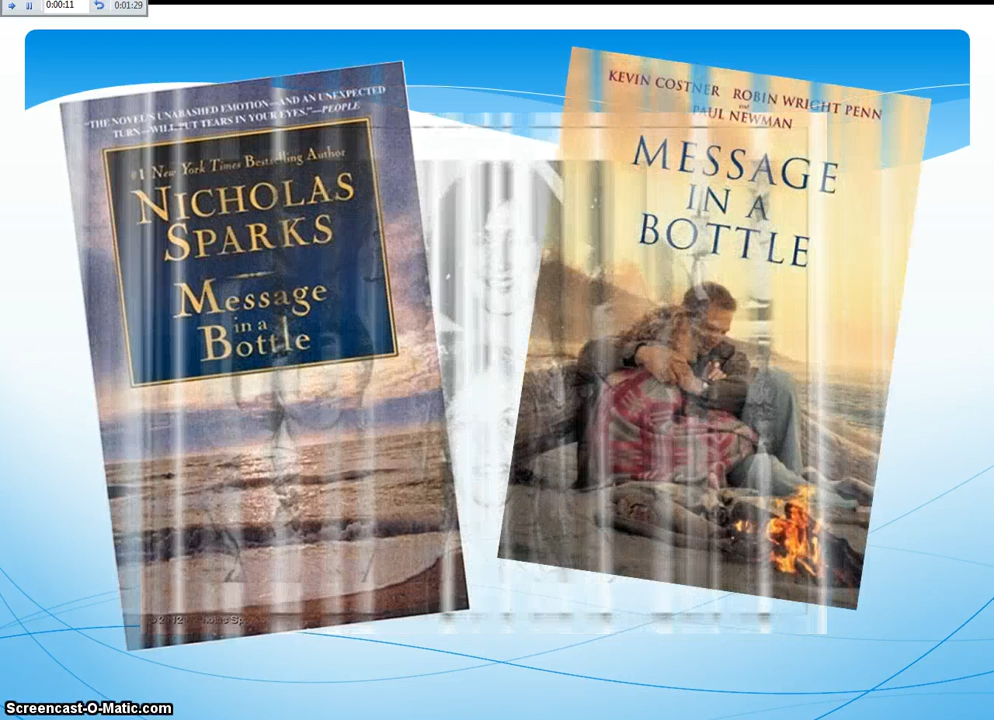 0:00:11
0:01:29
"THE NOVEL'S UNABASHED EMOTION—AND AN UNEXPECTED
TURN—WILL PUT TEARS IN YOUR EYES."—PEOPLE
#1 New York Times Bestselling Author
NICHOLAS
SPARKS
Message
in a
Bottle
KEVIN COSTNER ROBIN WRIGHT PENN
and
PAUL NEWMAN
MESSAGE
IN A
BOTTLE
Screencast-O-Matic.com